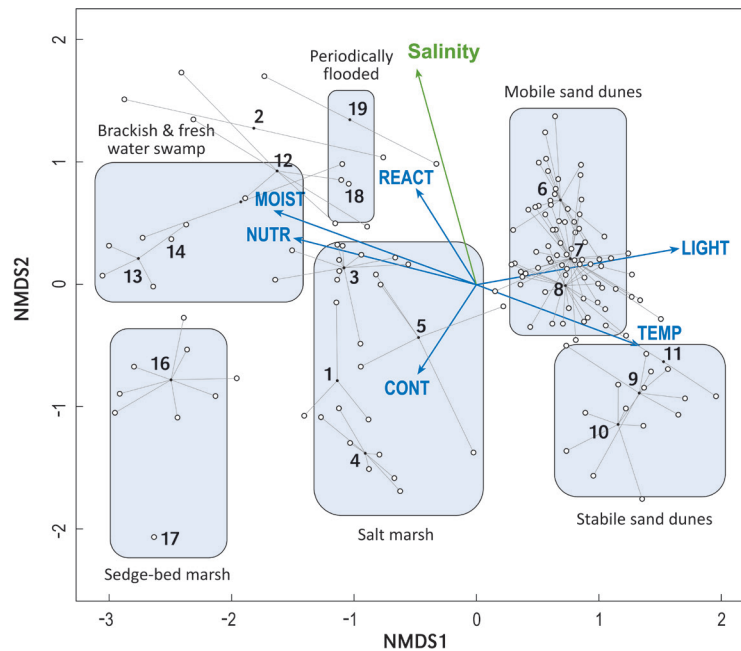 2
Periodically
flooded
Salinity
Mobile sand dunes
19
2
Brackish & fresh
water swamp
12
1
REACT
6
18
MOIST
NUTR
14
13
3
7
LIGHT
0
8
5
TEMP
11
16
1
CONT
9
-1
10
4
17
-2
Salt marsh
Stabile sand dunes
Sedge-bed marsh
NMDS2
-3
-2
-1
0
1
2
NMDS1